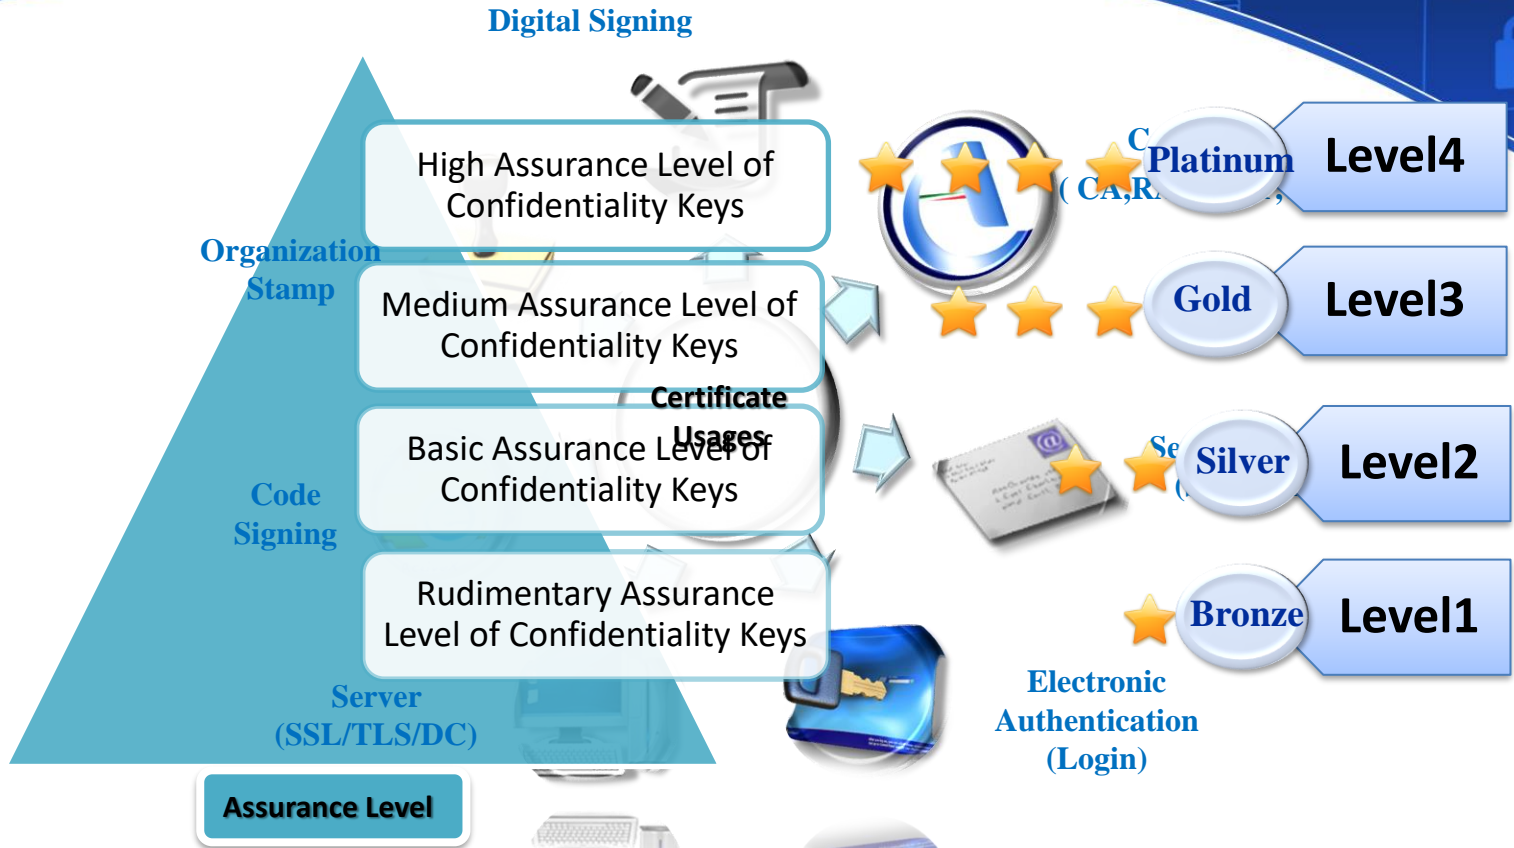 Digital Signing
High Assurance Level of
Confidentiality Keys
Platinum
Level4
( CA,
Organization
Stamp
Medium Assurance Level of
Confidentiality Keys
Gold
Level3
Certificate
Usages
Basic Assurance Level of
Confidentiality Keys
Silver
Level2
Code
Signing
Rudimentary Assurance
Level of Confidentiality Keys
Bronze
Level1
Server
(SSL/TLS/DC)
Electronic
Authentication
(Login)
Assurance Level